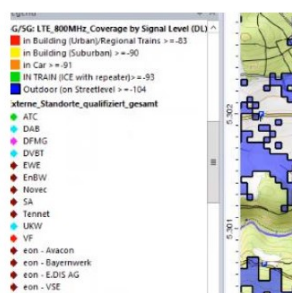 G/SG: LTE_800MHz_Coverage by Signal Level (DL)
in Building (Urban)/Regional Trains >=-83
in Building (Suburban) >=-90
in Car >= -91
IN TRAIN (ICE with repeater)>=-93
Outdoor (on Streetlevel) >=-104
xterne_Standorte_qualifiziert_gesamt
ATC
DAB
DFMG
DVBT
EWE
EnBW
Novec
SA
Tennet
UKW
VF
eon - Avacon
eon - Bayernwerk
eon - E.DIS AG
eon - VSE
5.302
5.301